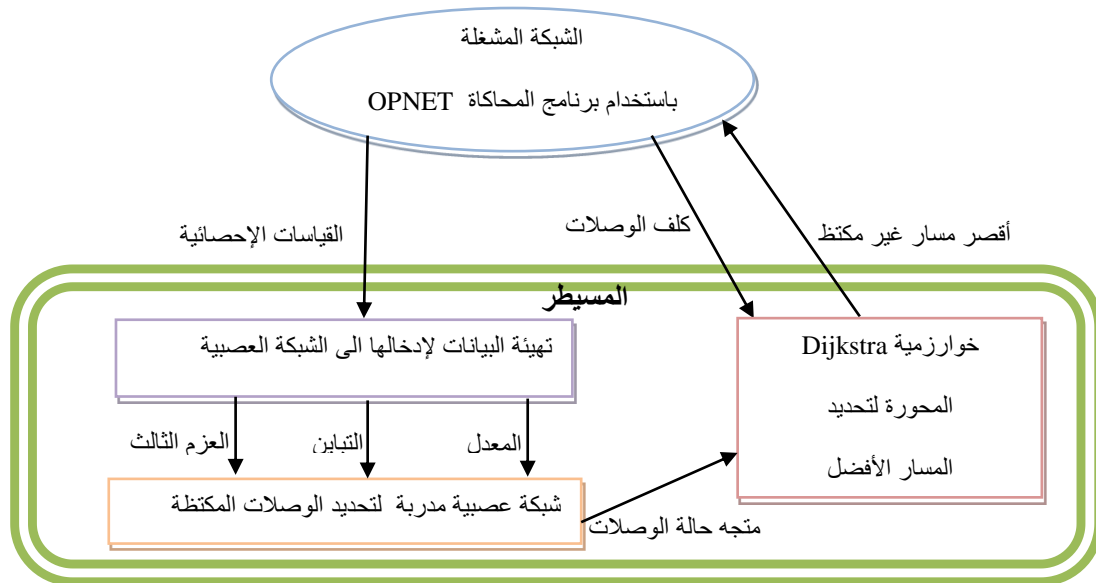 الشبكة المشغلة
باستخدام برنامج المحاكاة OPNET
القياسات الإحصائية
كلف الوصلات
أقصر مسار غير مكتظ
المسيطر
تهيئة البيانات لإدخالها الى الشبكة العصبية
خوارزمية Dijkstra
المحورة لتحديد
المسار الأفضل
العزم الثالث
التباين
المعدل
شبكة عصبية مدربة لتحديد الوصلات المكتظة
متجه حالة الوصلات